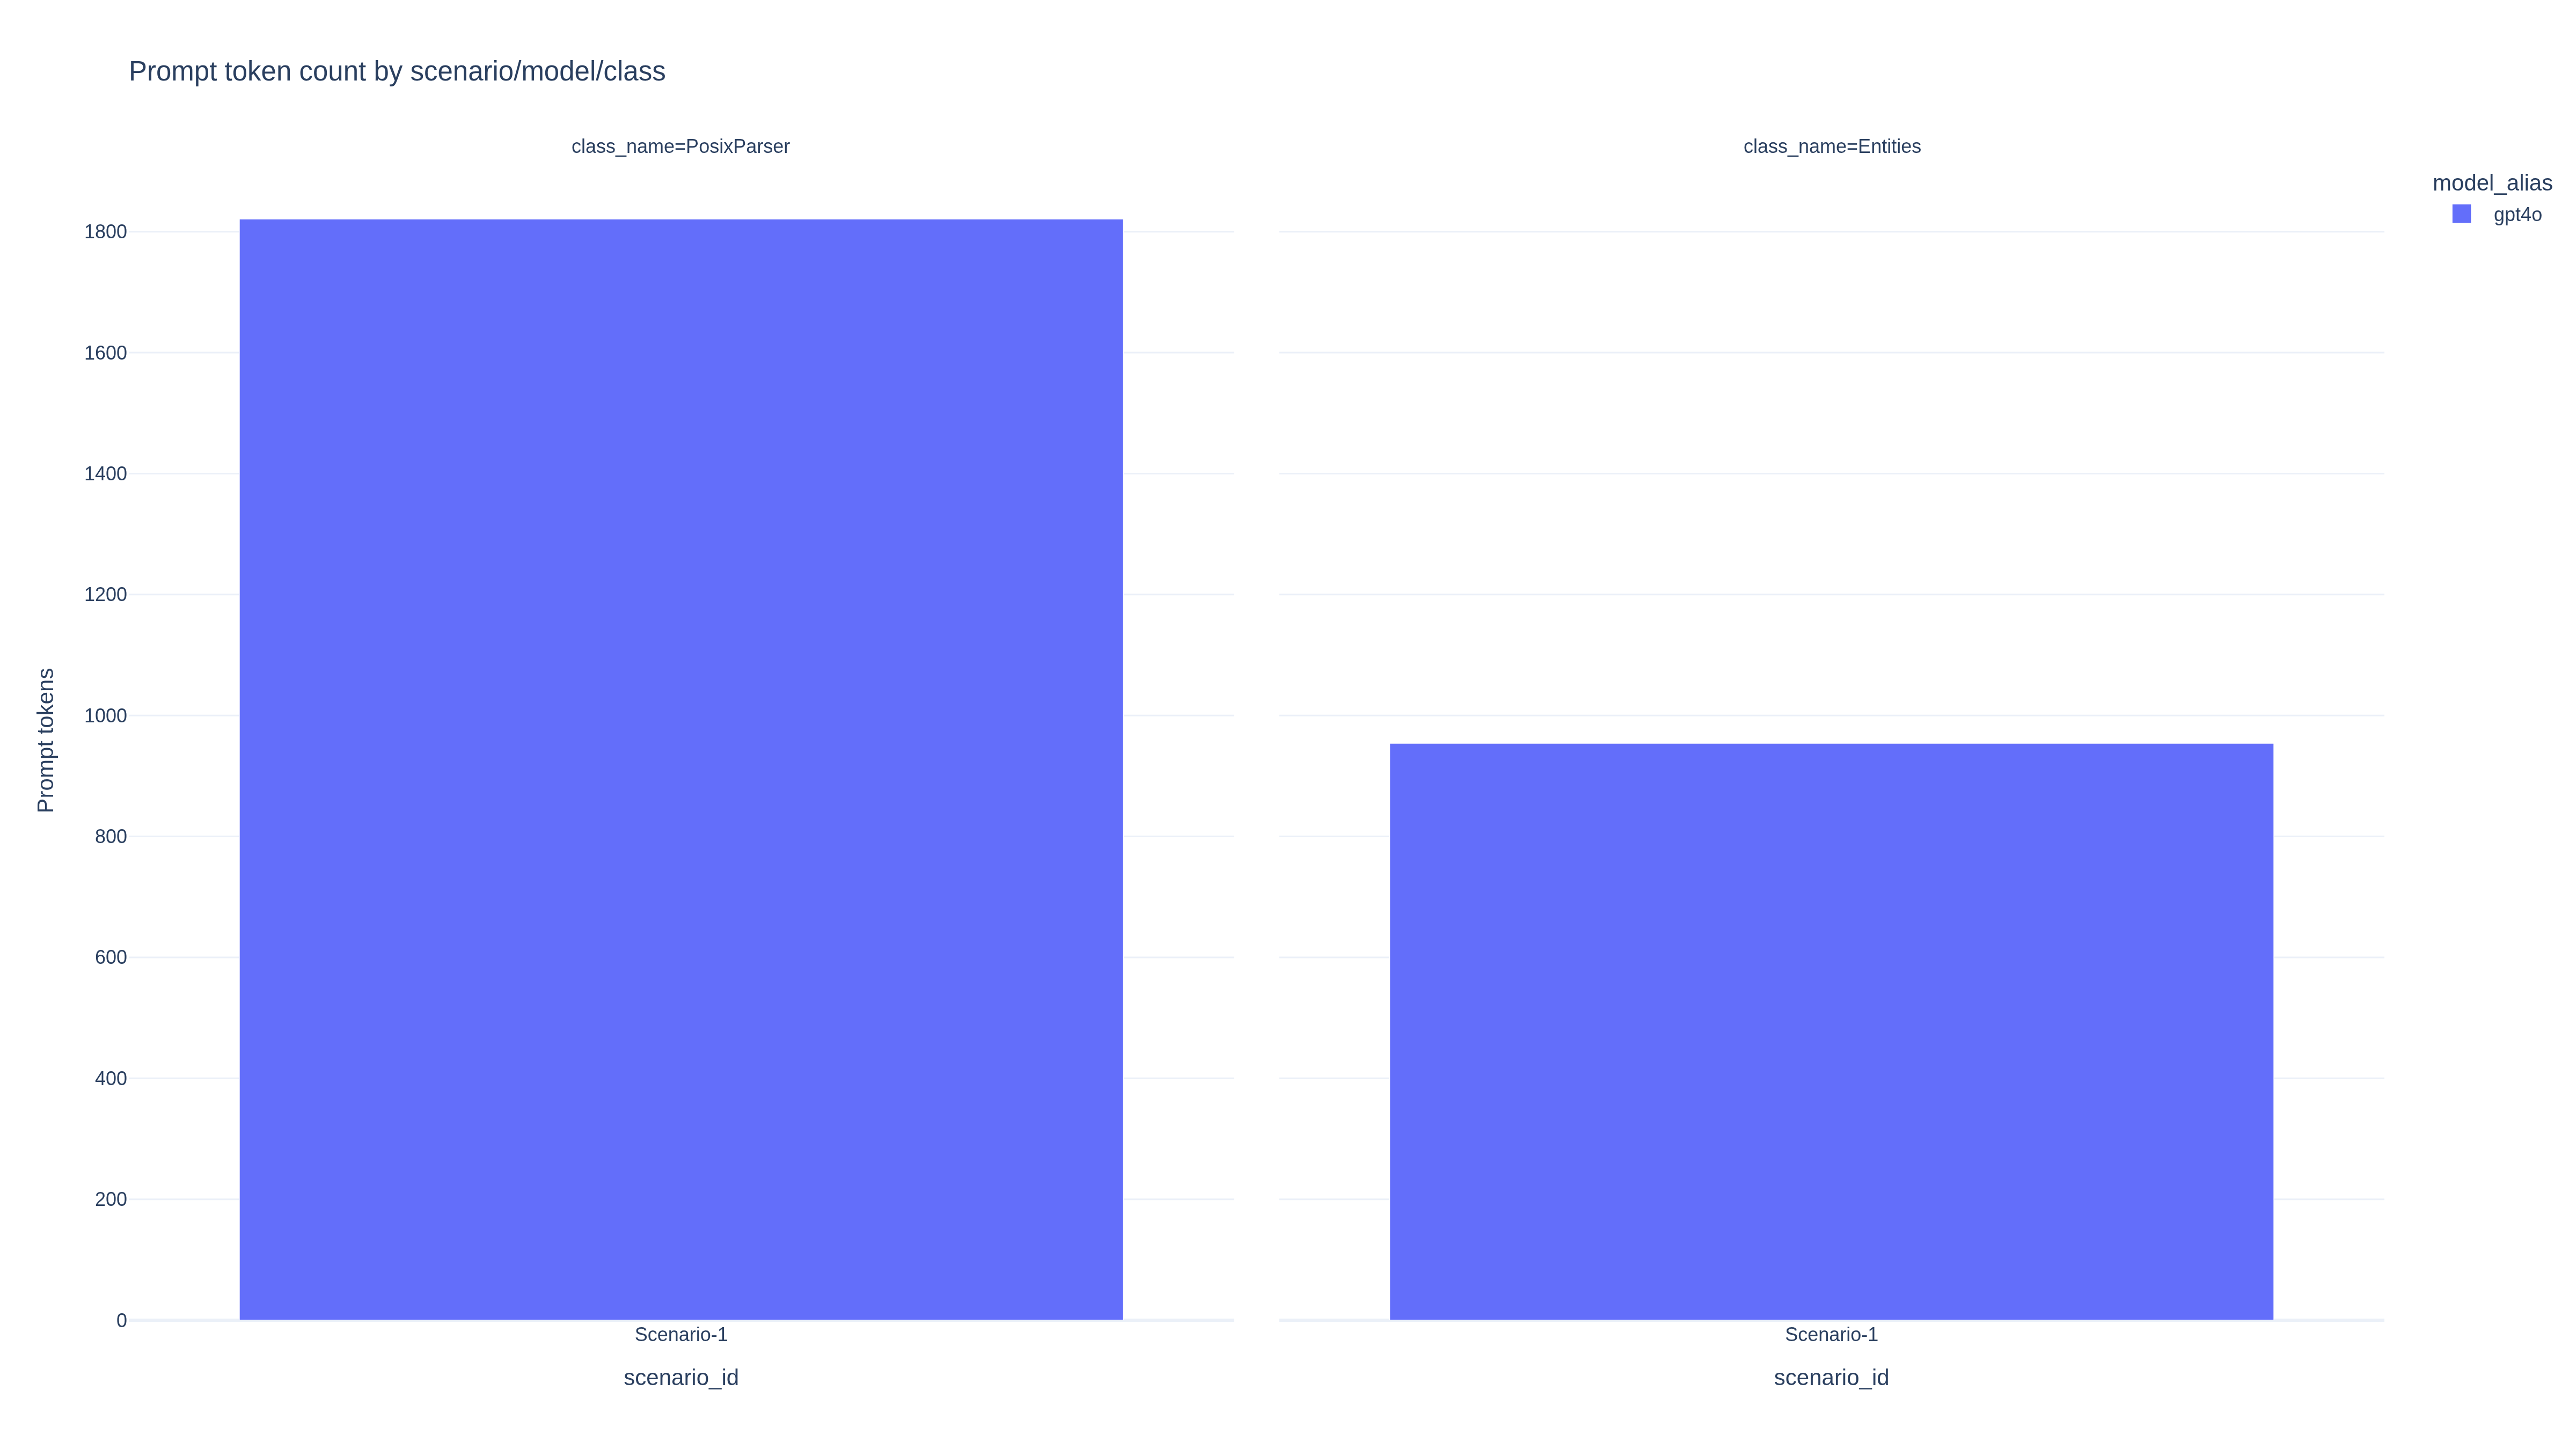 Prompt token count by scenario/model/class
class_name=PosixParser
class_name=Entities
model_alias
gpt4o
1800
1600
1400
1200
1000
800
600
400
200
0
Prompt tokens
Scenario-1
Scenario-1
scenario_id
scenario_id